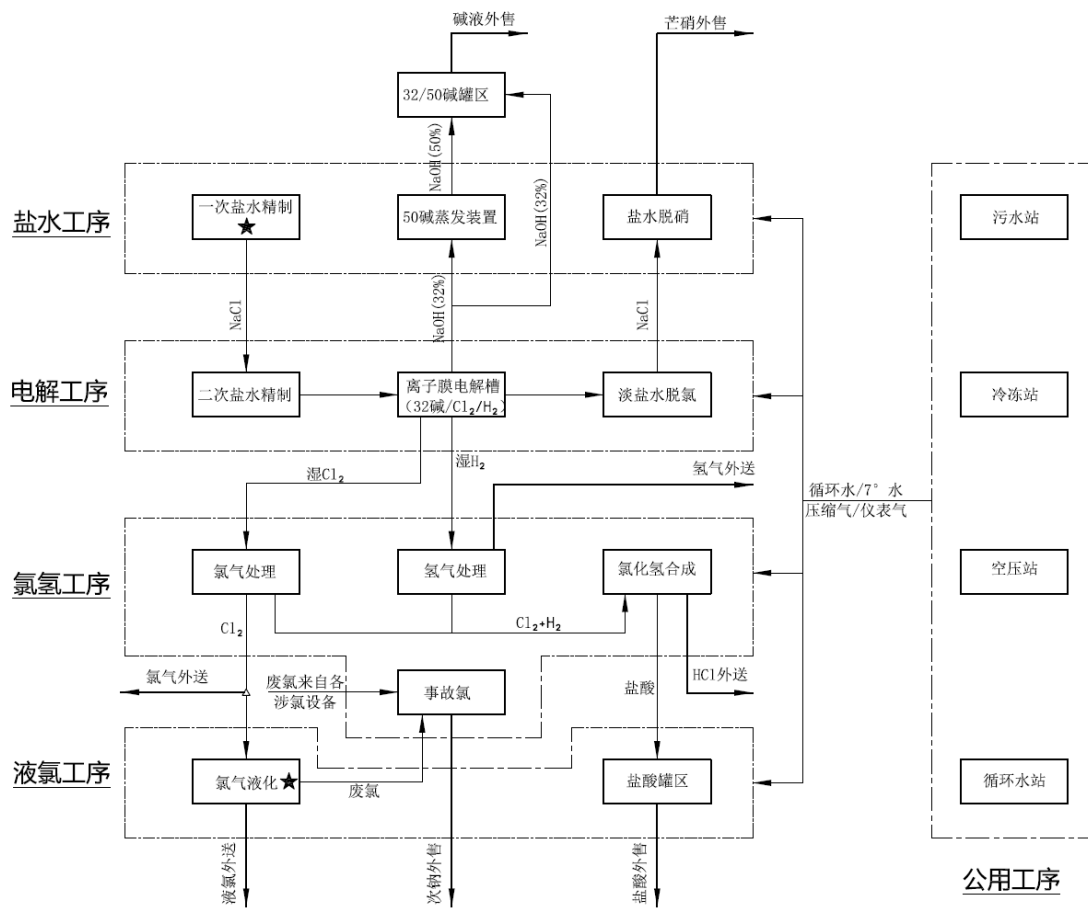 碱液外售
芒硝外售
32/50碱罐区
NaOH(50%)
NaOH(32%)
盐水工序
一次盐水精制
50碱蒸发装置
盐水脱硝
污水站
NaCl
NaOH(32%)
NaCl
电解工序
二次盐水精制
离子膜电解槽
(32碱/Cl₂/H₂)
淡盐水脱氯
冷冻站
湿Cl₂
湿H₂
氢气外送
循环水/7°水
压缩气/仪表气
氯氢工序
氯气处理
氢气处理
氯化氢合成
空压站
Cl₂
Cl₂+H₂
氯气外送
废氯来自各
涉氯设备
事故氯
盐酸
HCl外送
液氯工序
氯气液化
废氯
盐酸罐区
循环水站
液氯外送
次钠外售
盐酸外售
公用工序